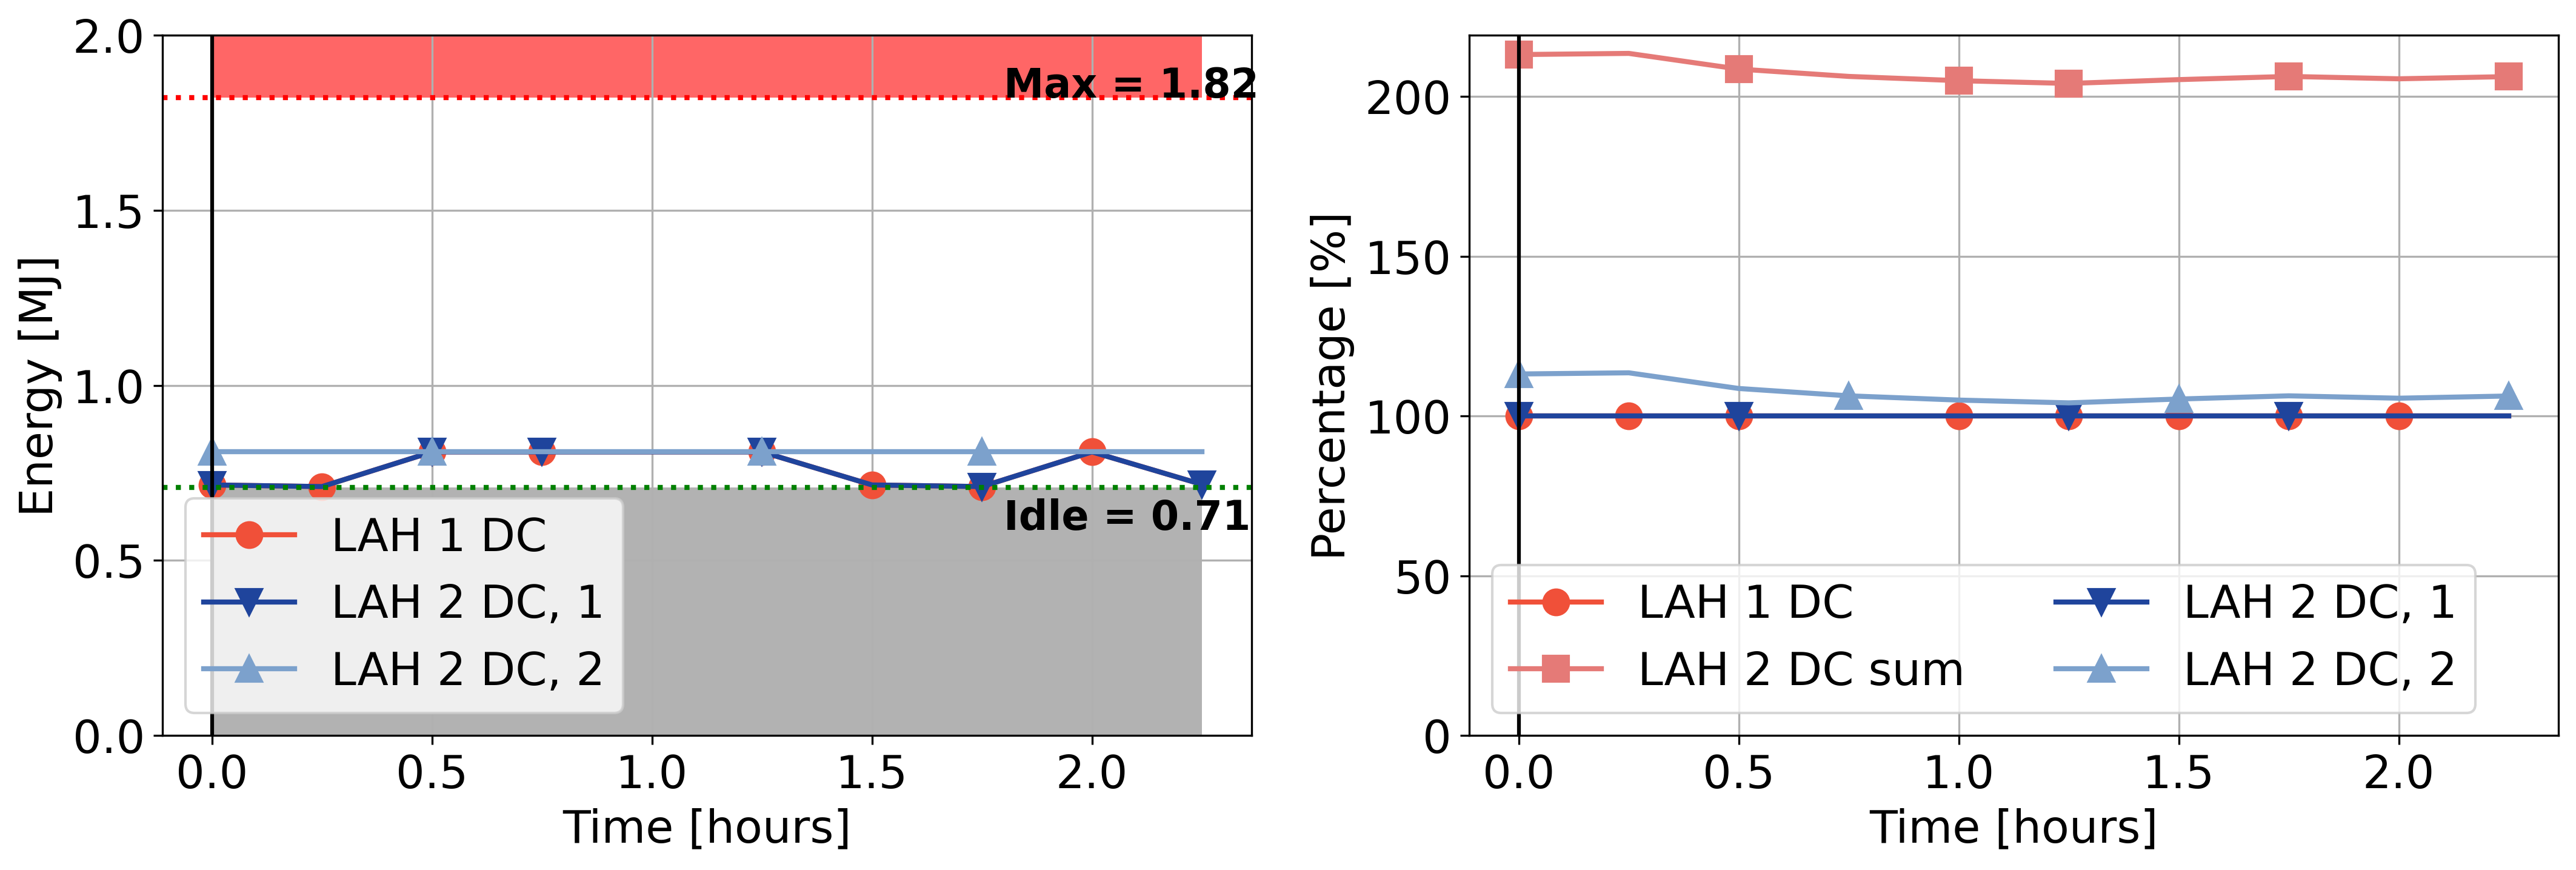 Energy [MJ]
2.0
1.5
1.0
0.5
0.0
Max = 1.82
Idle = 0.71
LAH 1 DC
LAH 2 DC, 1
LAH 2 DC, 2
0.0 0.5 1.0 1.5 2.0
Time [hours]
Percentage [%]
200
150
100
50
0
LAH 1 DC
LAH 2 DC sum
LAH 2 DC, 1
LAH 2 DC, 2
0.0 0.5 1.0 1.5 2.0
Time [hours]